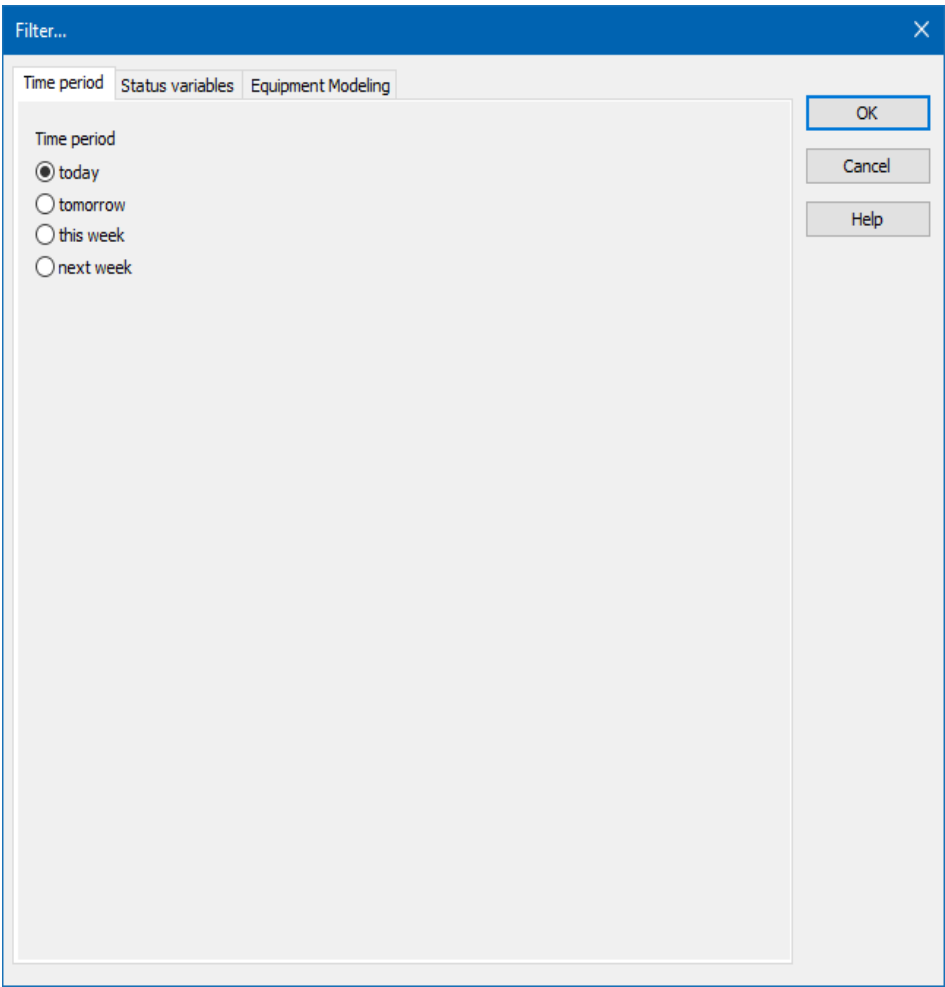 Filter...
Time period Status variables Equipment Modeling
OK
Time period
Cancel
today
tomorrow
Help
this week
next week